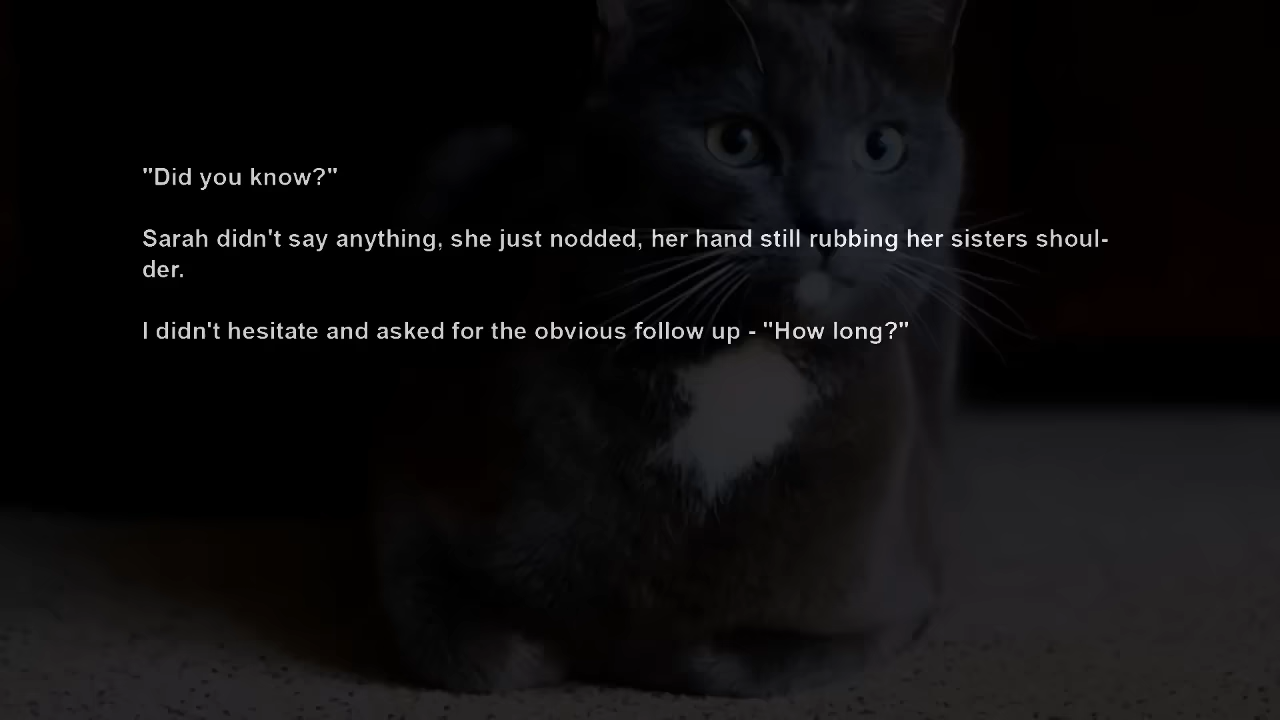 "Did you know?"
Sarah didn't say anything, she just nodded, her hand still rubbing her sisters shoul-
der.
I didn't hesitate and asked for the obvious follow up - "How long?"